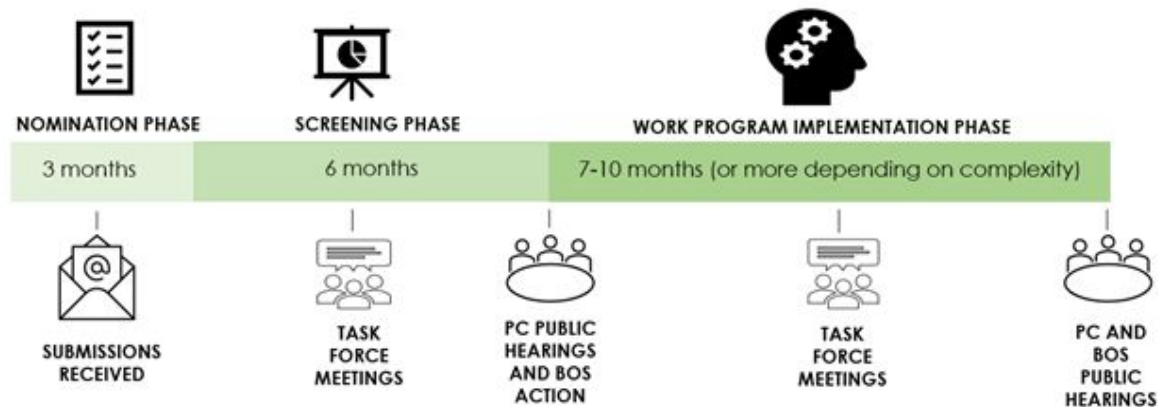 NOMINATION PHASE
SCREENING PHASE
WORK PROGRAM IMPLEMENTATION PHASE
3 months
6 months
7-10 months (or more depending on complexity)
@
SUBMISSIONS
RECEIVED
TASK
FORCE
MEETINGS
PC PUBLIC
HEARINGS
AND BOS
ACTION
TASK
FORCE
MEETINGS
PC AND
BOS
PUBLIC
HEARINGS